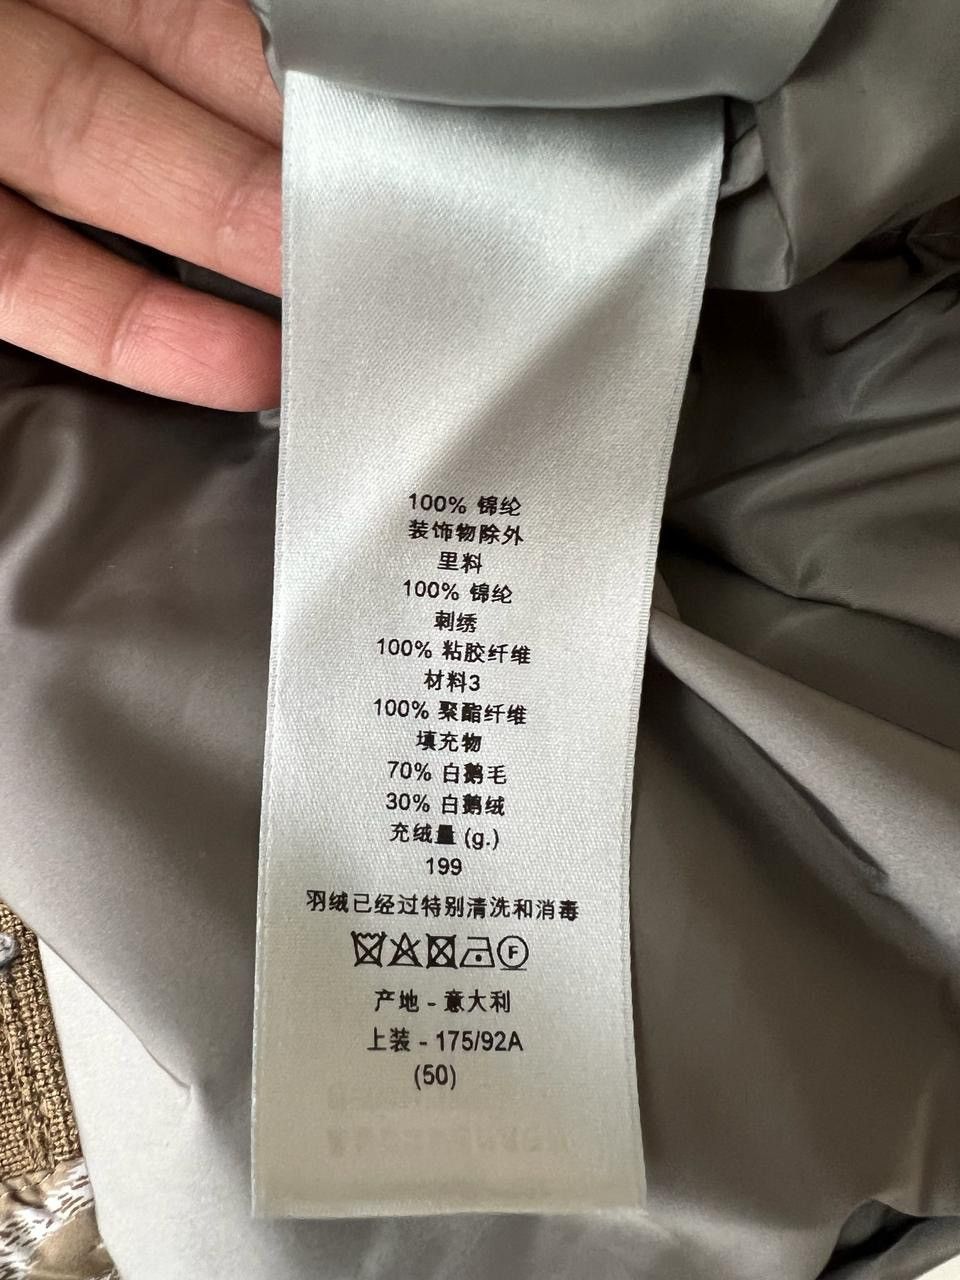 100% 锦纶
装饰物除外
里料
100% 锦纶
刺绣
100% 粘胶纤维
材料3
100% 聚酯纤维
填充物
70% 白鹅毛
30% 白鹅绒
充绒量 (g.)
199
羽绒已经过特别清洗和消毒
F
产地 - 意大利
上装 - 175/92A
(50)